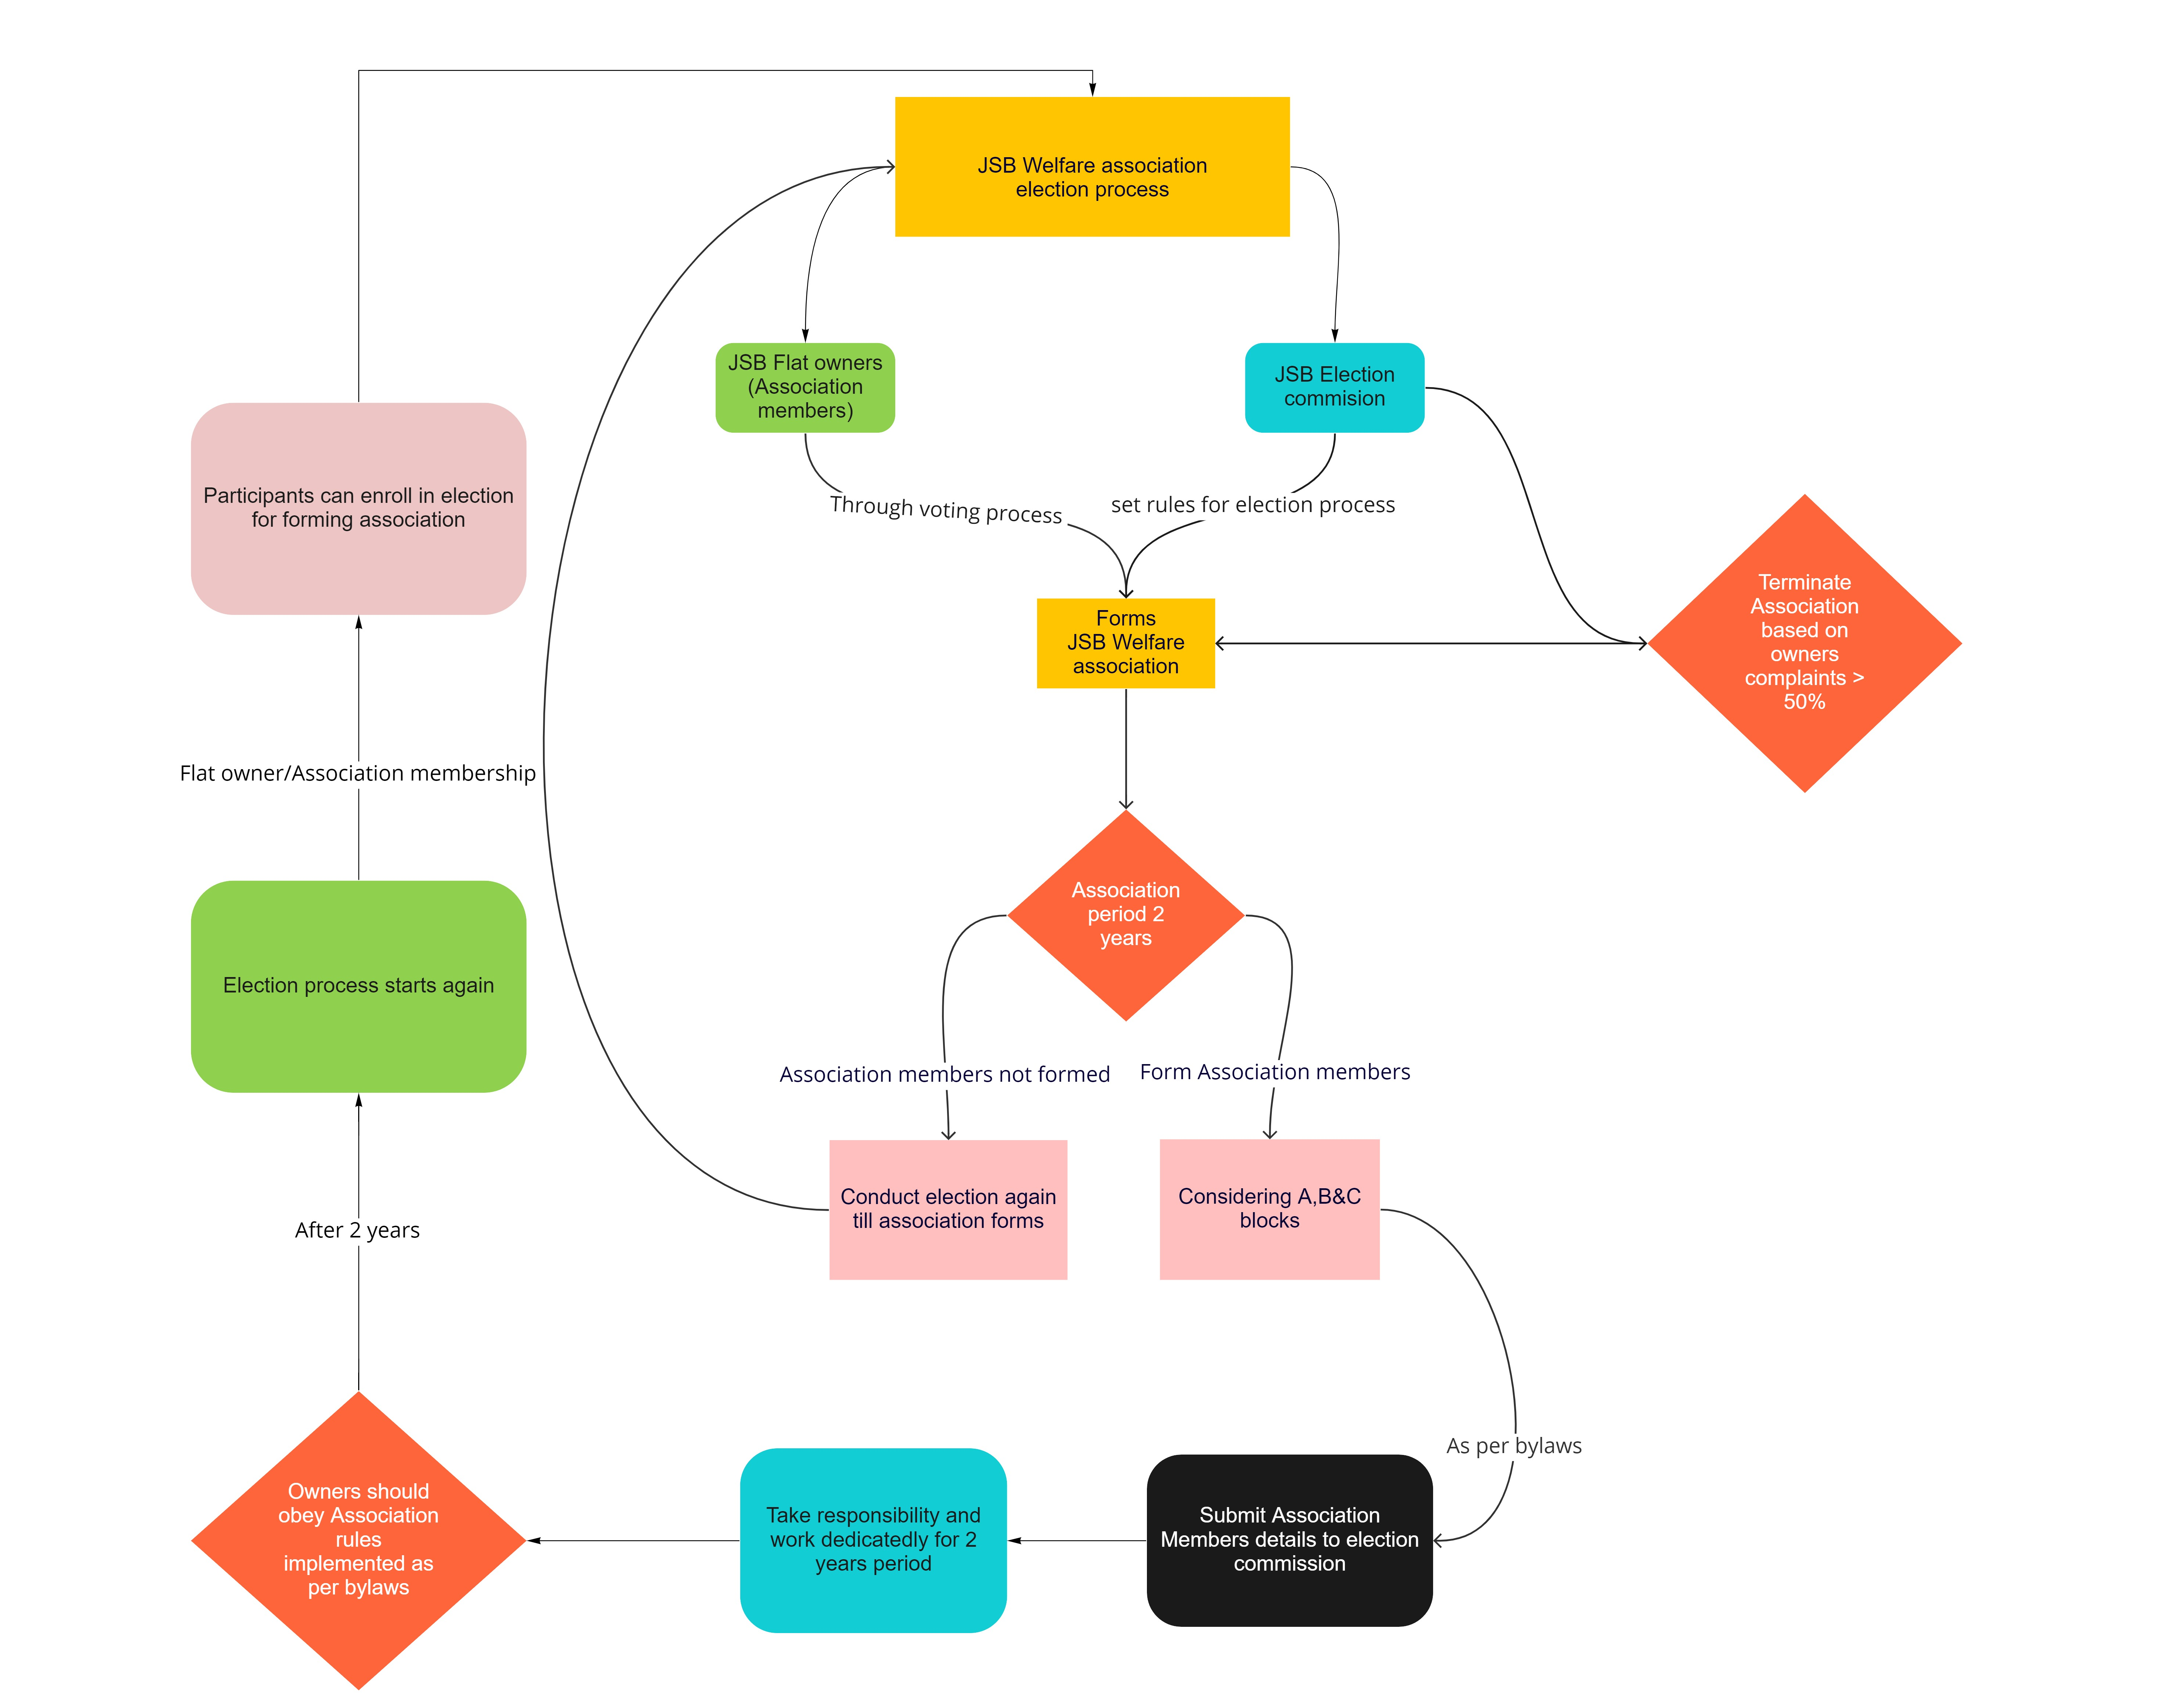 JSB Welfare association
election process
JSB Flat owners
(Association
members)
JSB Election
commision
Participants can enroll in election
for forming association
Through voting process
set rules for election process
Terminate
Association
based on
owners
complaints >
50%
Forms
JSB Welfare
association
Flat owner/Association membership
Association
period 2
years
Election process starts again
Association members not formed
Form Association members
Conduct election again
till association forms
Considering A,B&C
blocks
After 2 years
As per bylaws
Owners should
obey Association
rules
implemented as
per bylaws
Take responsibility and
work dedicatedly for 2
years period
Submit Association
Members details to election
commission